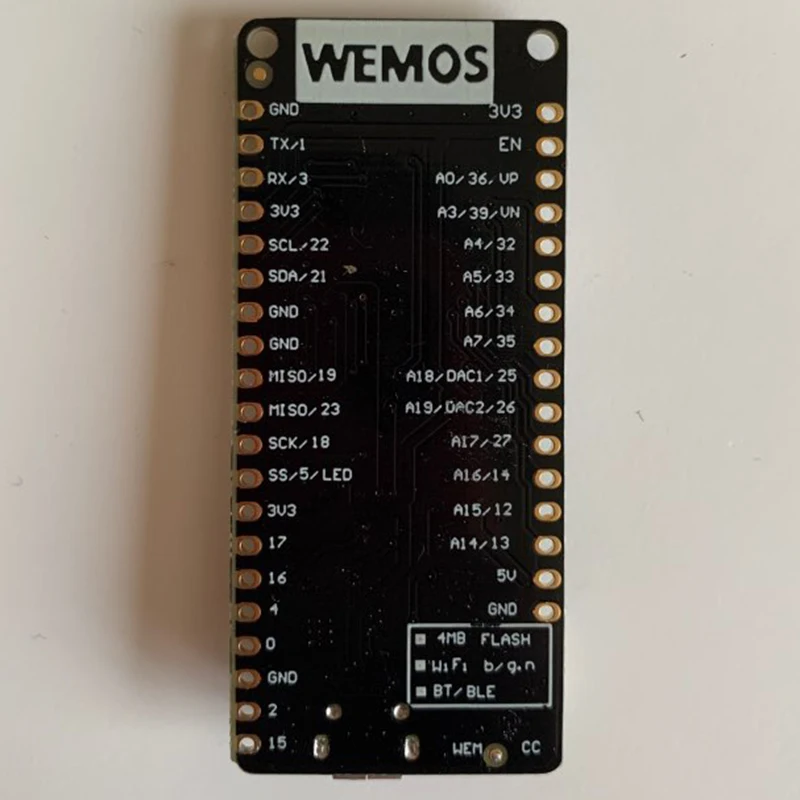 WEMOS
GND 3V3
TX/1 EN
RX/3 A0/36/VP
3V3 A3/39/VN
SCL/22 A4/32
SDA/21 A5/33
GND A6/34
GND A7/35
MISO/19 A18/DAC1/25
MISO/23 A19/DAC2/26
SCK/18 A17/27
SS/5/LED A16/14
3V3 A15/12
17 A14/13
16 5V
4 GND
0 4MB FLASH
WiFi b/g.n
GND BT/BLE
2
15 WEM CC